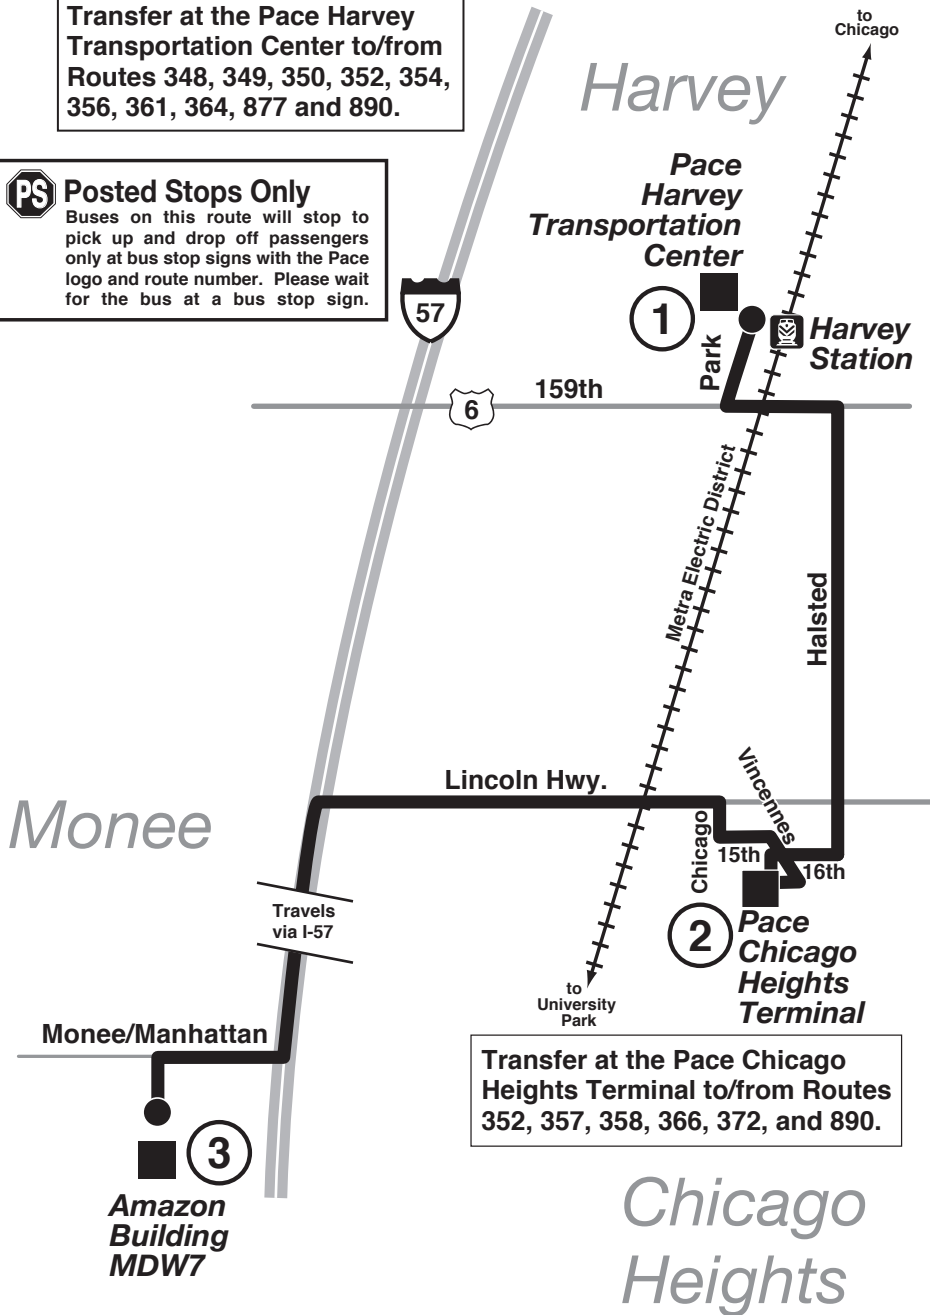 Transfer at the Pace Harvey
Transportation Center to/from
Routes 348, 349, 350, 352, 354,
356, 361, 364, 877 and 890.
to
Chicago
Harvey
PS Posted Stops Only
Buses on this route will stop to
pick up and drop off passengers
only at bus stop signs with the Pace
logo and route number. Please wait
for the bus at a bus stop sign.
Pace
Harvey
Transportation
Center
57
1
Harvey
Station
Park
159th
6
Metra Electric District
Halsted
Lincoln Hwy.
Vincennes
Monee
Chicago
15th
16th
Travels
via I-57
2
Pace
Chicago
Heights
Terminal
to
University
Park
Monee/Manhattan
Transfer at the Pace Chicago
Heights Terminal to/from Routes
352, 357, 358, 366, 372, and 890.
3
Amazon
Building
MDW7
Chicago
Heights